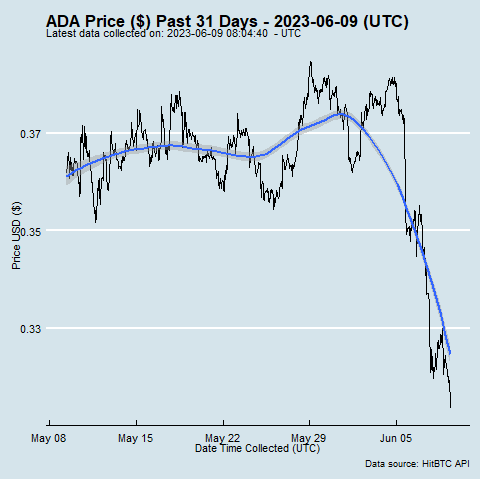 ADA Price ($) Past 31 Days - 2023-06-09 (UTC)
Latest data collected on: 2023-06-09 08:04:40  - UTC
Price USD ($)
0.37
0.35
0.33
May 08
May 15
May 22
May 29
Jun 05
Date Time Collected (UTC)
Data source: HitBTC API